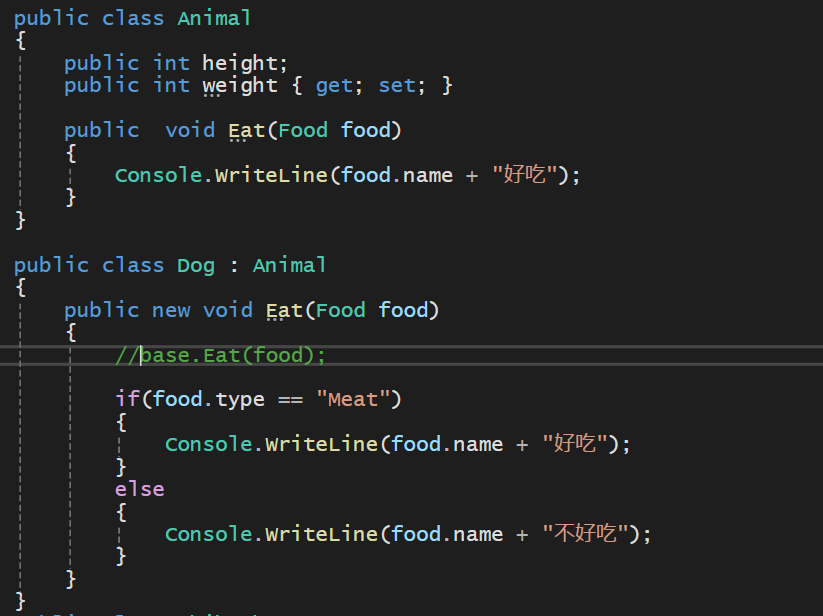 public class Animal
{
    public int height;
    public int weight { get; set; }
    public  void Eat(Food food)
    {
        Console.WriteLine(food.name + "好吃");
    }
}
public class Dog : Animal
{
    public new void Eat(Food food)
    {
        //base.Eat(food);
        if(food.type == "Meat")
        {
            Console.WriteLine(food.name + "好吃");
        }
        else
        {
            Console.WriteLine(food.name + "不好吃");
        }
    }
}